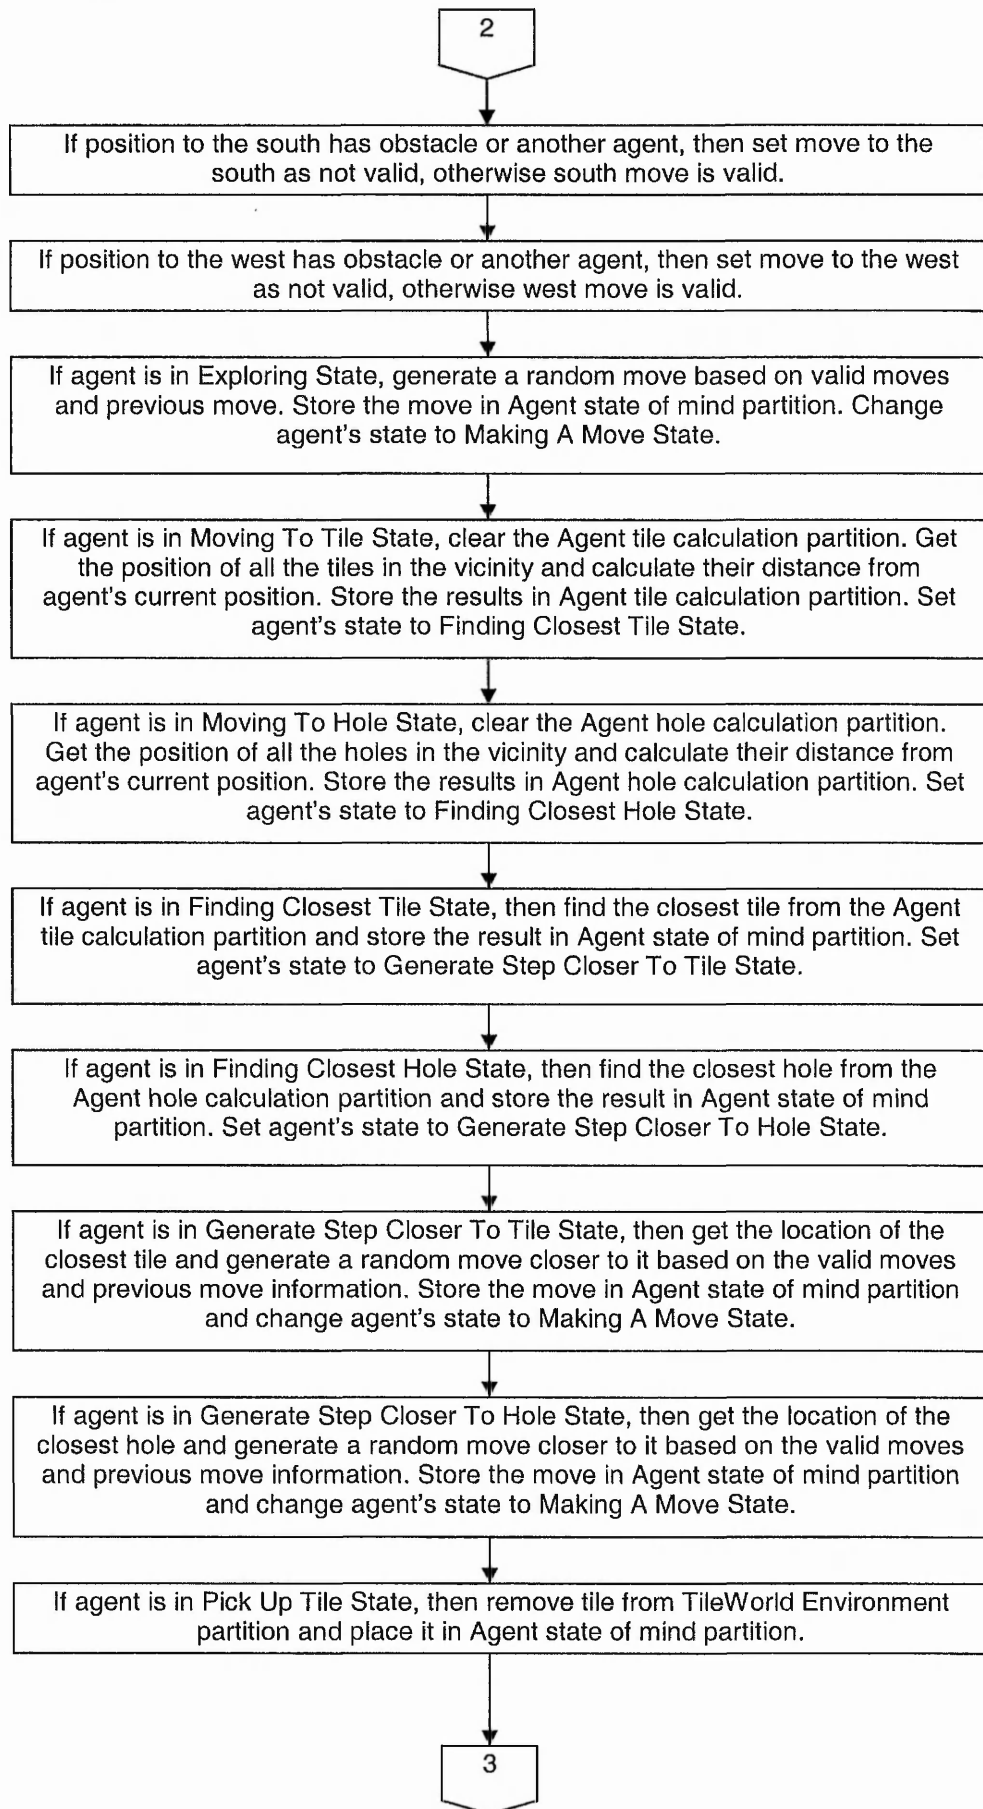 2
If position to the south has obstacle or another agent, then set move to the
south as not valid, otherwise south move is valid.
If position to the west has obstacle or another agent, then set move to the west
as not valid, otherwise west move is valid.
If agent is in Exploring State, generate a random move based on valid moves
and previous move. Store the move in Agent state of mind partition. Change
agent's state to Making A Move State.
If agent is in Moving To Tile State, clear the Agent tile calculation partition. Get
the position of all the tiles in the vicinity and calculate their distance from
agent's current position. Store the results in Agent tile calculation partition. Set
agent's state to Finding Closest Tile State.
If agent is in Moving To Hole State, clear the Agent hole calculation partition.
Get the position of all the holes in the vicinity and calculate their distance from
agent's current position. Store the results in Agent hole calculation partition. Set
agent's state to Finding Closest Hole State.
If agent is in Finding Closest Tile State, then find the closest tile from the Agent
tile calculation partition and store the result in Agent state of mind partition. Set
agent's state to Generate Step Closer To Tile State.
If agent is in Finding Closest Hole State, then find the closest hole from the
Agent hole calculation partition and store the result in Agent state of mind
partition. Set agent's state to Generate Step Closer To Hole State.
If agent is in Generate Step Closer To Tile State, then get the location of the
closest tile and generate a random move closer to it based on the valid moves
and previous move information. Store the move in Agent state of mind partition
and change agent's state to Making A Move State.
If agent is in Generate Step Closer To Hole State, then get the location of the
closest hole and generate a random move closer to it based on the valid moves
and previous move information. Store the move in Agent state of mind partition
and change agent's state to Making A Move State.
If agent is in Pick Up Tile State, then remove tile from TileWorld Environment
partition and place it in Agent state of mind partition.
3